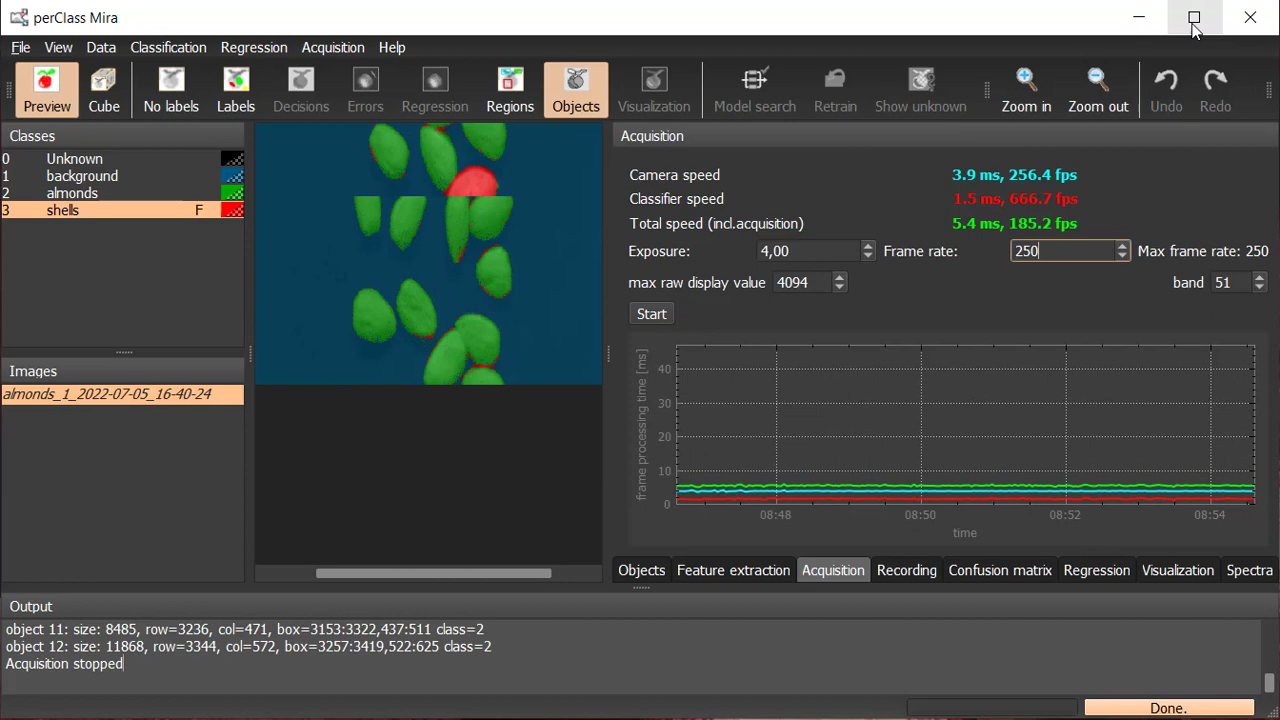 perClass Mira
File View Data Classification Regression Acquisition Help
Preview Cube No labels Labels Decisions Errors Regression Regions Objects Visualization Model search Retrain Show unknown Zoom in Zoom out Undo Redo
Classes
0 Unknown
1 background
2 almonds
3 shells F
Images
almonds_1_2022-07-05_16-40-24
Acquisition
Camera speed 3.9 ms, 256.4 fps
Classifier speed 1.5 ms, 666.7 fps
Total speed (incl.acquisition) 5.4 ms, 185.2 fps
Exposure: 4,00 Frame rate: 250 Max frame rate: 250
max raw display value 4094 band 51
Start
frame processing time [ms]
40
30
20
10
0
08:48 08:50 08:52 08:54
time
Objects Feature extraction Acquisition Recording Confusion matrix Regression Visualization Spectra
Output
object 11: size: 8485, row=3236, col=471, box=3153:3322,437:511 class=2
object 12: size: 11868, row=3344, col=572, box=3257:3419,522:625 class=2
Acquisition stopped
Done.